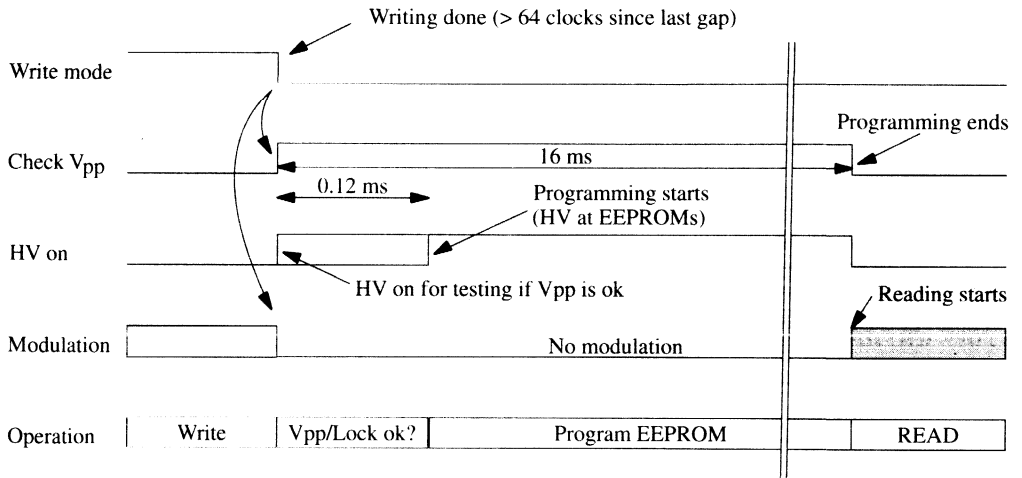 Writing done (> 64 clocks since last gap)
Write mode
Programming ends
Check Vpp
16 ms
0.12 ms
Programming starts
(HV at EEPROMs)
HV on
HV on for testing if Vpp is ok
Reading starts
Modulation
No modulation
Operation
Write
Vpp/Lock ok?
Program EEPROM
READ